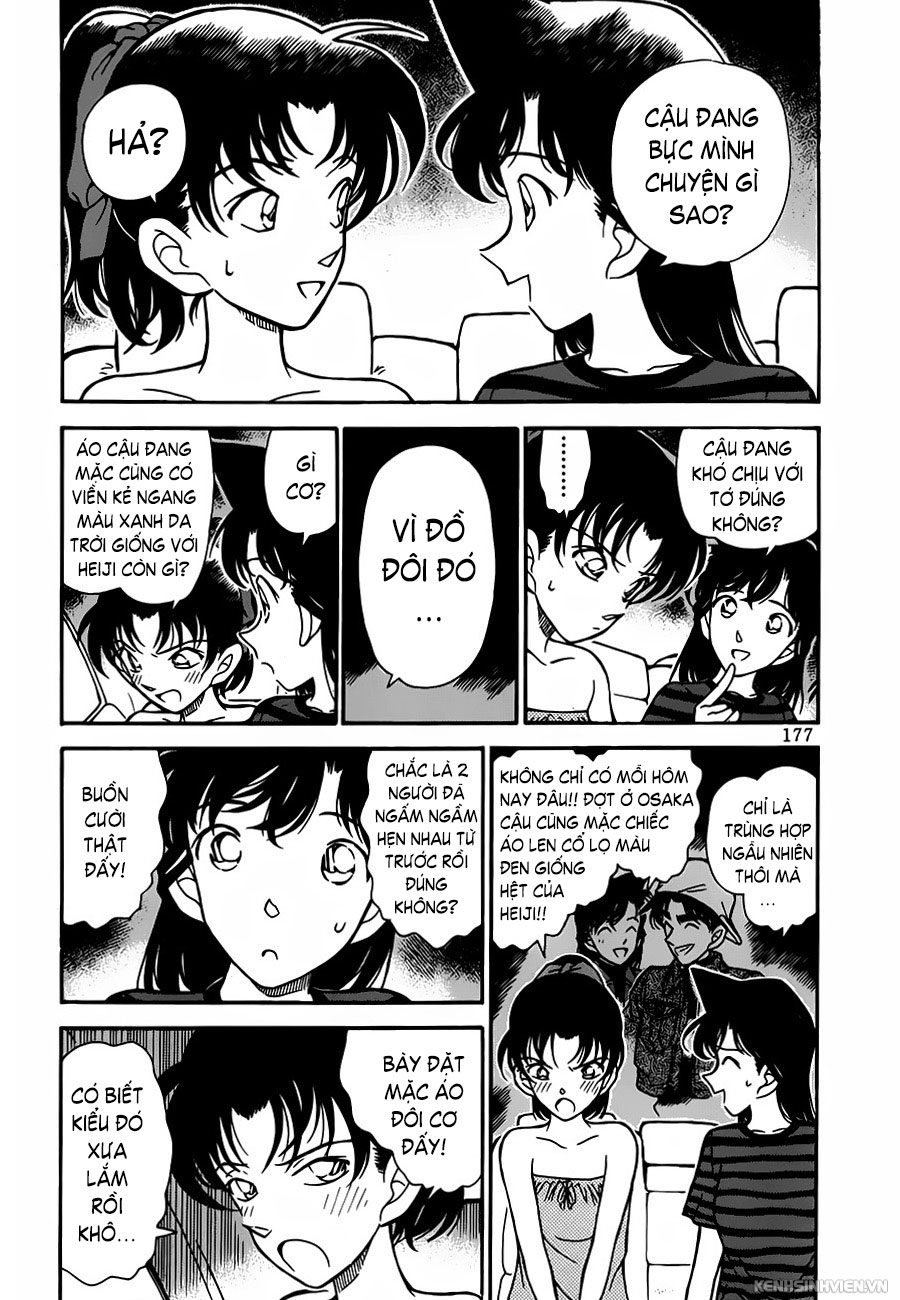 CẬU ĐANG
BỰC MÌNH
CHUYỆN GÌ
SAO?
HẢ?
CẬU ĐANG
KHÓ CHỊU VỚI
TỚ ĐÚNG
KHÔNG?
........
VÌ ĐỒ
ĐÔI ĐÓ
...
GÌ
CƠ?
ÁO CẬU ĐANG
MẶC CŨNG CÓ
VIỀN KẺ NGANG
MÀU XANH DA
TRỜI GIỐNG VỚI
HEIJI CÒN GÌ?
177
CHỈ LÀ
TRÙNG HỢP
NGẪU NHIÊN
THÔI MÀ
...
KHÔNG CHỈ CÓ MỖI HÔM
NAY ĐÂU!! ĐỢT Ở OSAKA
CẬU CŨNG MẶC CHIẾC
ÁO LEN CỔ LỌ MÀU
ĐEN GIỐNG
HỆT CỦA
HEIJI!!
CHẮC LÀ 2
NGƯỜI ĐÃ
NGẤM NGẦM
HẸN NHAU TỪ
TRƯỚC RỒI
ĐÚNG
KHÔNG?
BUỒN
CƯỜI
THẬT
ĐẤY!
BÀY ĐẶT
MẶC ÁO
ĐÔI CƠ
ĐẤY!
CÓ BIẾT
KIỂU ĐÓ
XƯA
LẮM
RỒI
KHÔ...
KENHSINHVIEN.VN